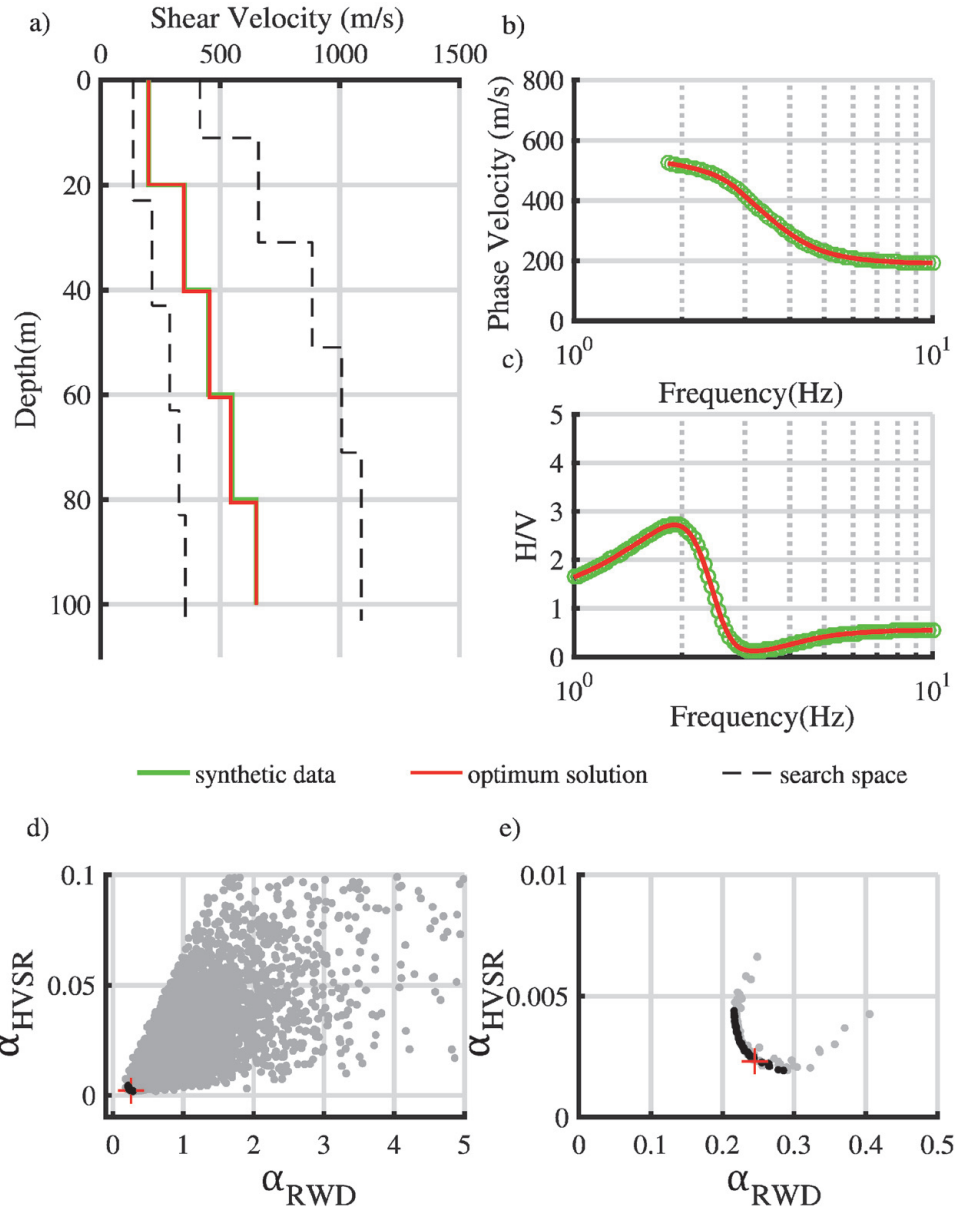 a)
Shear Velocity (m/s)
0 500 1000 1500
0
20
40
60
80
100
Depth(m)
b)
800
600
400
200
0
Phase Velocity (m/s)
10^0 10^1
Frequency(Hz)
c)
5
4
3
2
1
0
H/V
10^0 10^1
Frequency(Hz)
synthetic data optimum solution search space
d)
0.1
0.05
0
α_HVSR
0 1 2 3 4 5
α_RWD
e)
0.01
0.005
0
α_HVSR
0 0.1 0.2 0.3 0.4 0.5
α_RWD